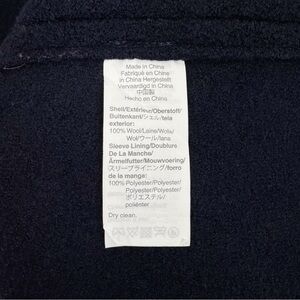 Made in China
Fabriqué en China
in China Hergestellt
Vervaardigd in China
中国製
Hecho en China
Shell/Extérieur/Oberstoff/
Buitenkant/シェル/tela
exterior:
100% Wool/Laine/Wolle/
Wol/ウール/lana
Sleeve Lining/Doublure
De La Manche/
Ärmelfutter/Mouwvoering/
スリーブライニング/forro
de la manga:
100% Polyester/Polyester/
Polyester/Polyester/
ポリエステル/
poliéster
Dry clean.